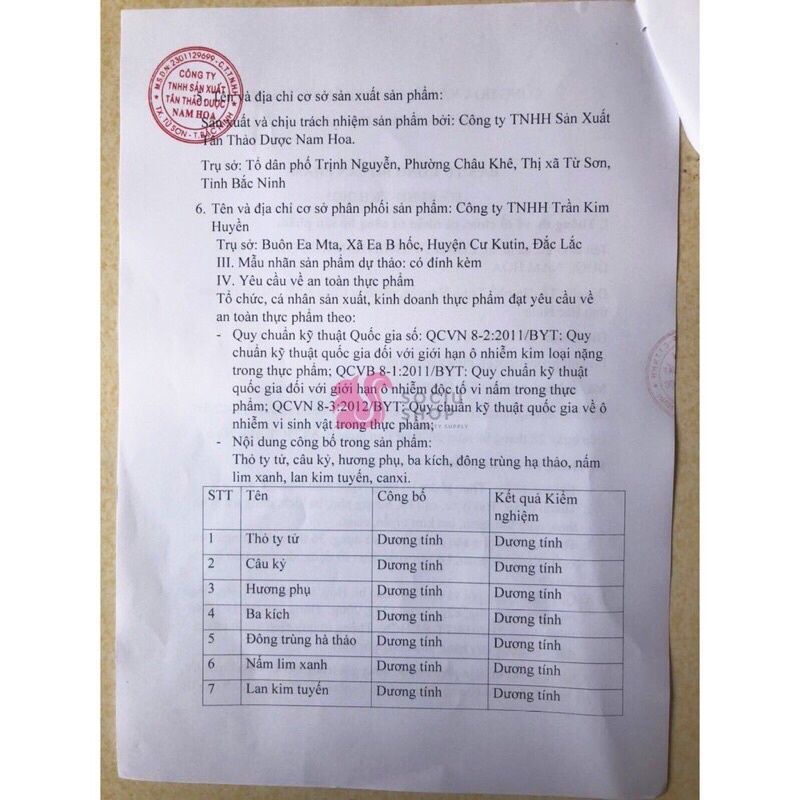 M.S.D.N: 2301129699 - C.T.T.N.H.H
CÔNG TY
TNHH SẢN XUẤT
TÂN THẢO DƯỢC
NAM HOA
TX. TỪ SƠN - T. BẮC NINH
5. Tên và địa chỉ cơ sở sản xuất sản phẩm:
Sản xuất và chịu trách nhiệm sản phẩm bởi: Công ty TNHH Sản Xuất
Tân Thảo Dược Nam Hoa.
Trụ sở: Tổ dân phố Trịnh Nguyễn, Phường Châu Khê, Thị xã Từ Sơn,
Tỉnh Bắc Ninh
6. Tên và địa chỉ cơ sở phân phối sản phẩm: Công ty TNHH Trần Kim
Huyền
Trụ sở: Buôn Ea Mta, Xã Ea B hốc, Huyện Cư Kutin, Đắc Lắc
III. Mẫu nhãn sản phẩm dự thảo: có đính kèm
IV. Yêu cầu về an toàn thực phẩm
Tổ chức, cá nhân sản xuất, kinh doanh thực phẩm đạt yêu cầu về
an toàn thực phẩm theo:
- Quy chuẩn kỹ thuật Quốc gia số: QCVN 8-2:2011/BYT: Quy
chuẩn kỹ thuật quốc gia đối với giới hạn ô nhiễm kim loại nặng
trong thực phẩm; QCVB 8-1:2011/BYT: Quy chuẩn kỹ thuật
quốc gia đối với giới hạn ô nhiễm độc tố vi nấm trong thực
phẩm; QCVN 8-3:2012/BYT: Quy chuẩn kỹ thuật quốc gia về ô
nhiễm vi sinh vật trong thực phẩm;
SOCIU
SHOP
BEAUTY SUPPLY
- Nội dung công bố trong sản phẩm:
Thỏ ty tử, câu kỷ, hương phụ, ba kích, đông trùng hạ thảo, nấm
lim xanh, lan kim tuyến, canxi.
STT Tên Công bố Kết quả Kiểm
nghiệm
1 Thỏ ty tử Dương tính Dương tính
2 Câu kỷ Dương tính Dương tính
3 Hương phụ Dương tính Dương tính
4 Ba kích Dương tính Dương tính
5 Đông trùng hà thảo Dương tính Dương tính
6 Nấm lim xanh Dương tính Dương tính
7 Lan kim tuyến Dương tính Dương tính